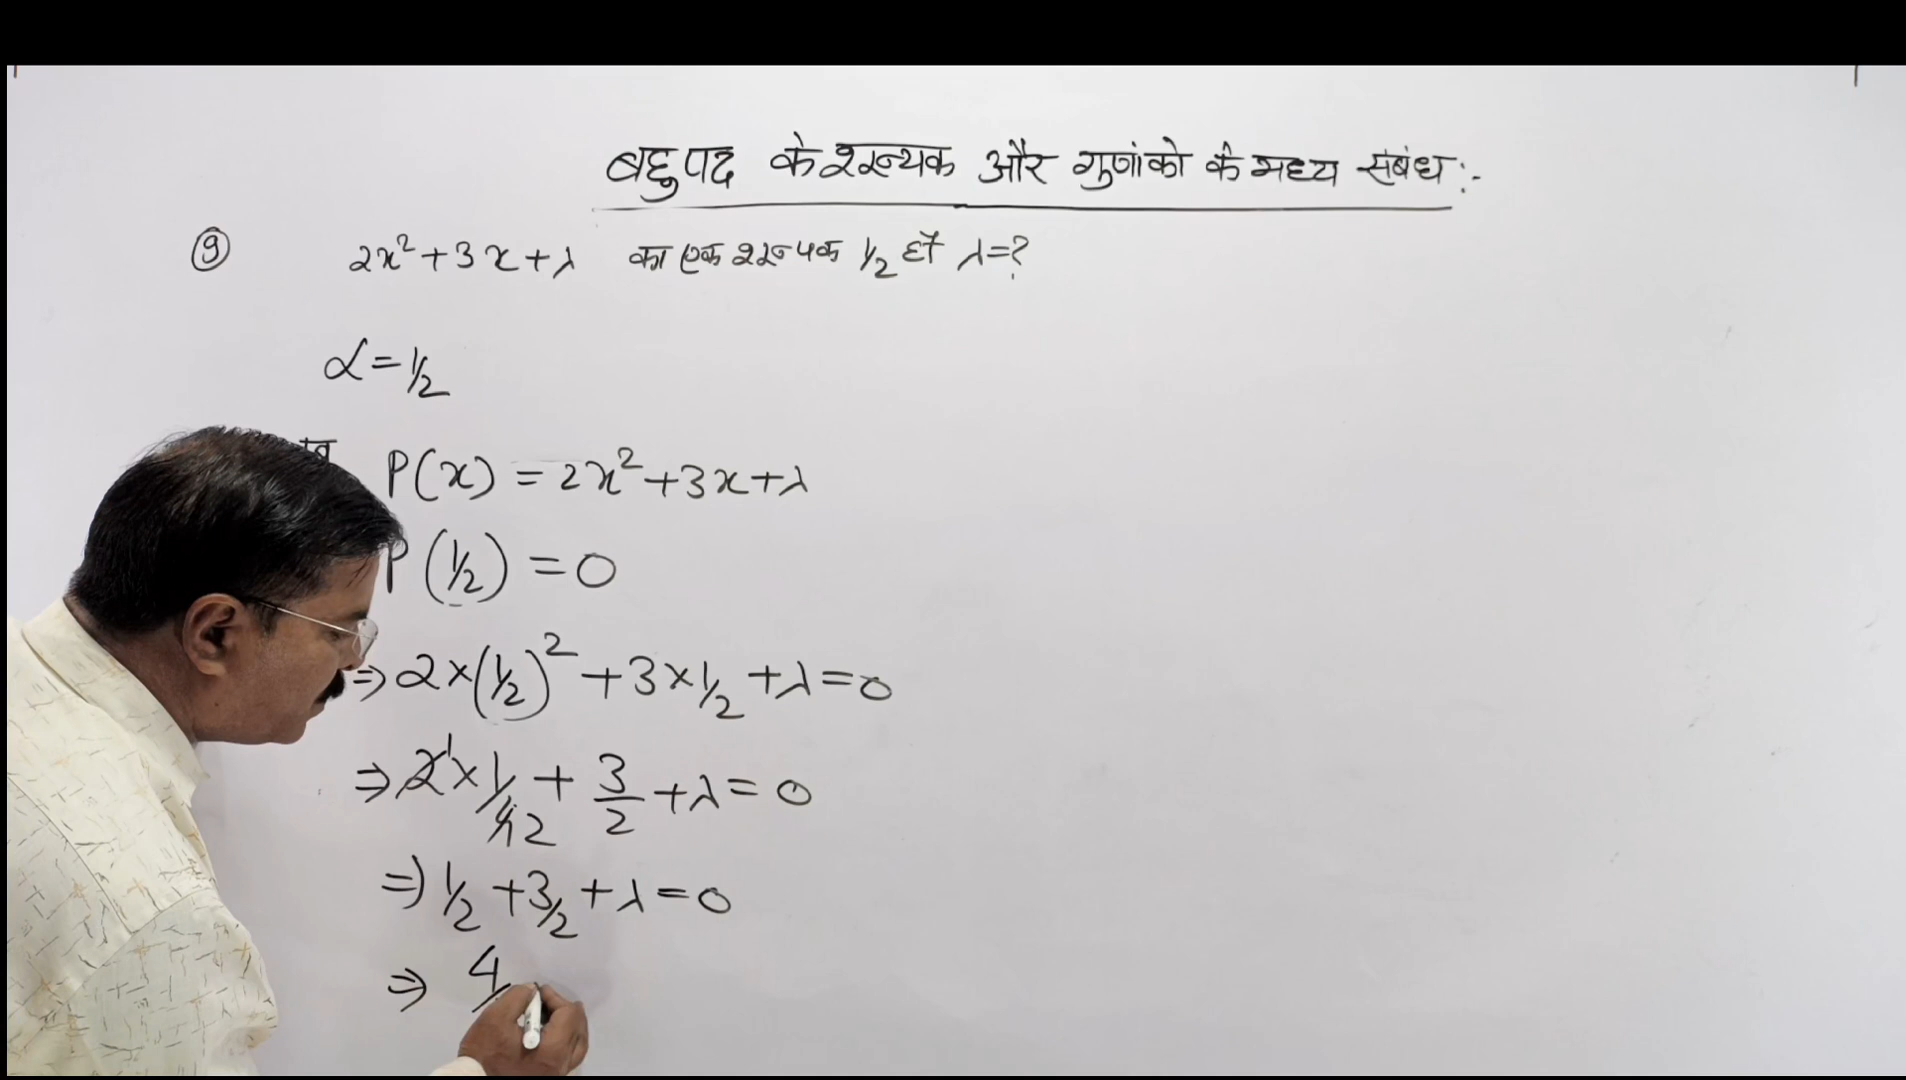 बहुपद के शून्यक और गुणांको के मध्य संबंध :-
⑨ 2x² + 3x + λ का एक शून्यक 1/2 है λ = ?
α = 1/2
P(x) = 2x² + 3x + λ
P(1/2) = 0
⇒ 2 × (1/2)² + 3 × 1/2 + λ = 0
⇒ 2 1 × 1/4 2 + 3/2 + λ = 0
⇒ 1/2 + 3/2 + λ = 0
⇒ 4/